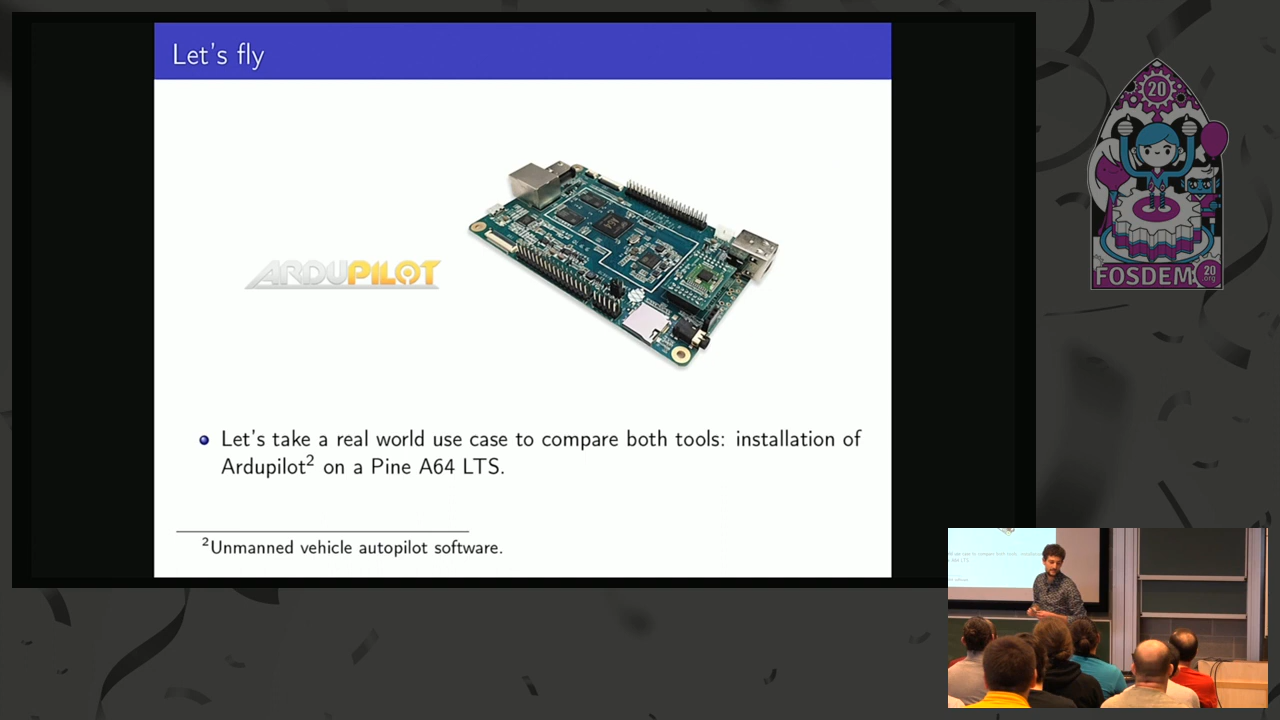 Let's fly
ARDUPILOT
Let's take a real world use case to compare both tools: installation of
Ardupilot2 on a Pine A64 LTS.
2Unmanned vehicle autopilot software.
20
FOSDEM
20
.org